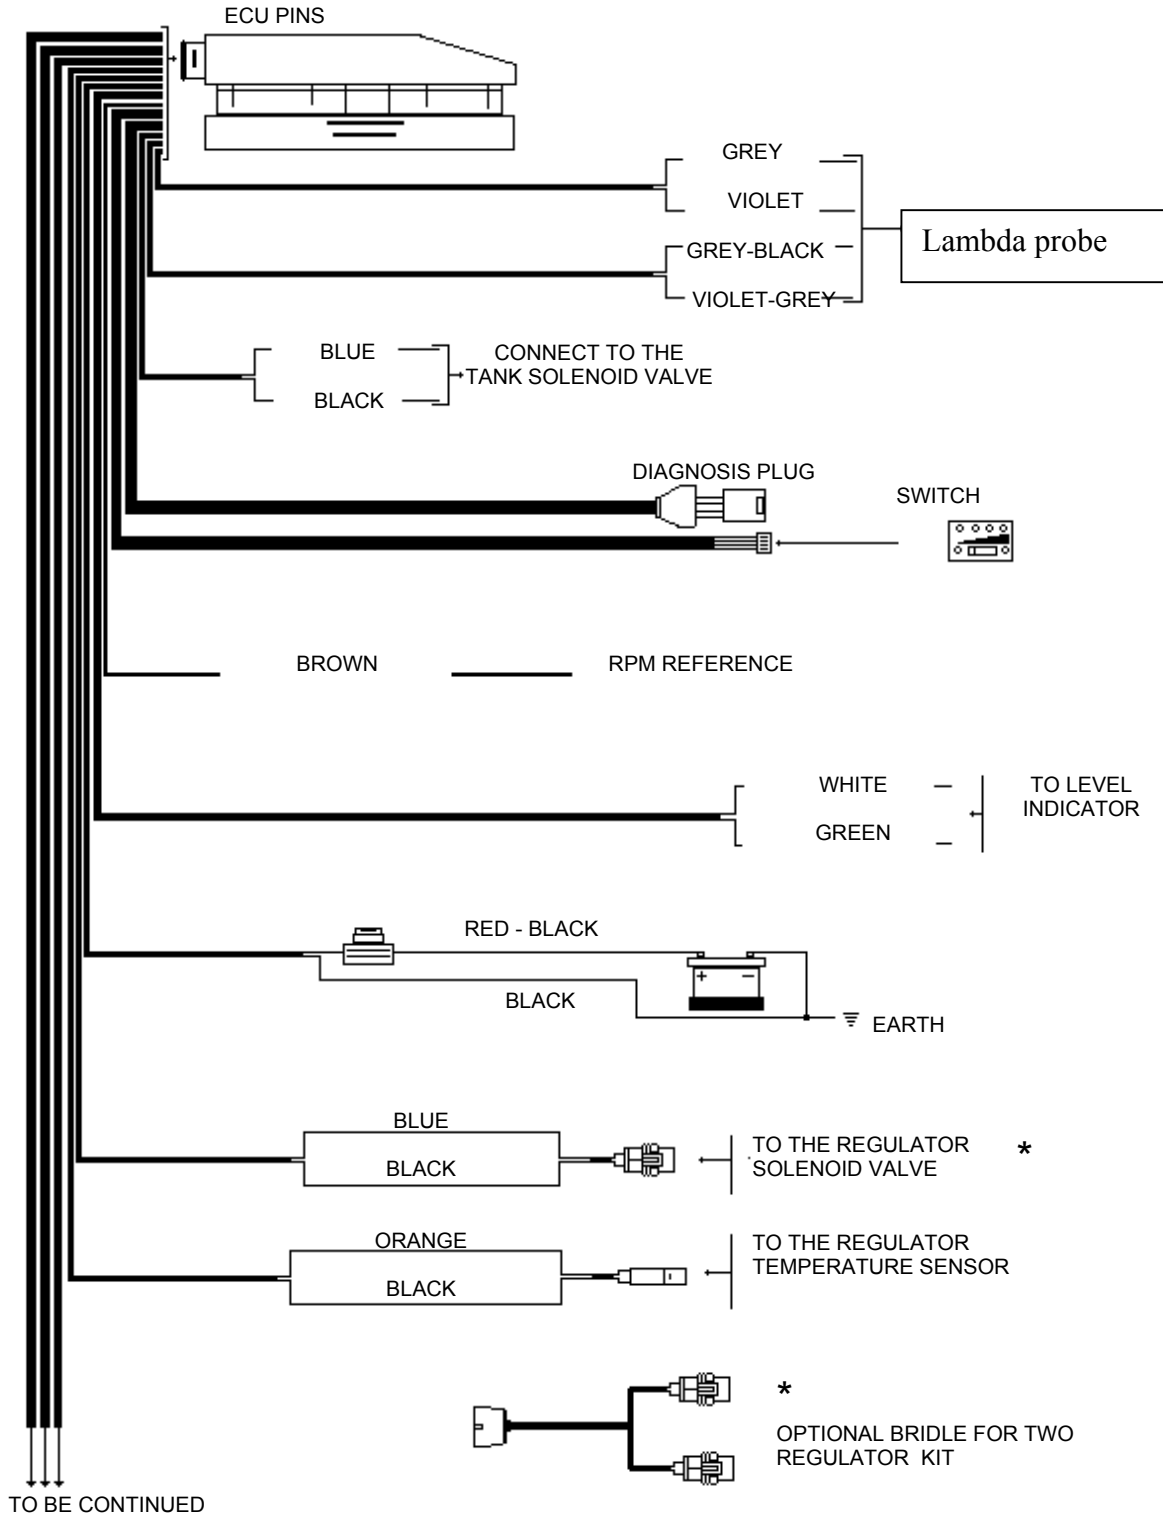 ECU PINS
GREY
VIOLET
Lambda probe
GREY-BLACK
VIOLET-GREY
BLUE
CONNECT TO THE
TANK SOLENOID VALVE
BLACK
DIAGNOSIS PLUG
SWITCH
BROWN
RPM REFERENCE
WHITE
TO LEVEL
INDICATOR
GREEN
RED - BLACK
+ −
BLACK
EARTH
BLUE
BLACK
TO THE REGULATOR *
SOLENOID VALVE
ORANGE
BLACK
TO THE REGULATOR
TEMPERATURE SENSOR
*
OPTIONAL BRIDLE FOR TWO
REGULATOR KIT
TO BE CONTINUED